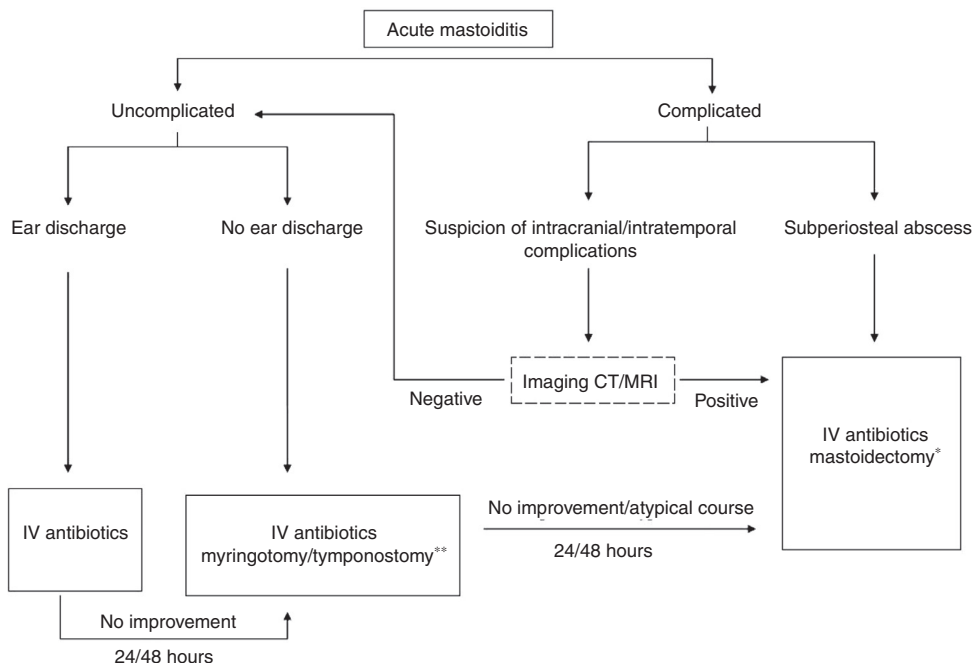 Acute mastoiditis
Uncomplicated
Complicated
Ear discharge
No ear discharge
Suspicion of intracranial/intratemporal
complications
Subperiosteal abscess
Imaging CT/MRI
Negative
Positive
IV antibiotics
mastoidectomy*
IV antibiotics
IV antibiotics
myringotomy/tymponostomy**
No improvement/atypical course
24/48 hours
No improvement
24/48 hours